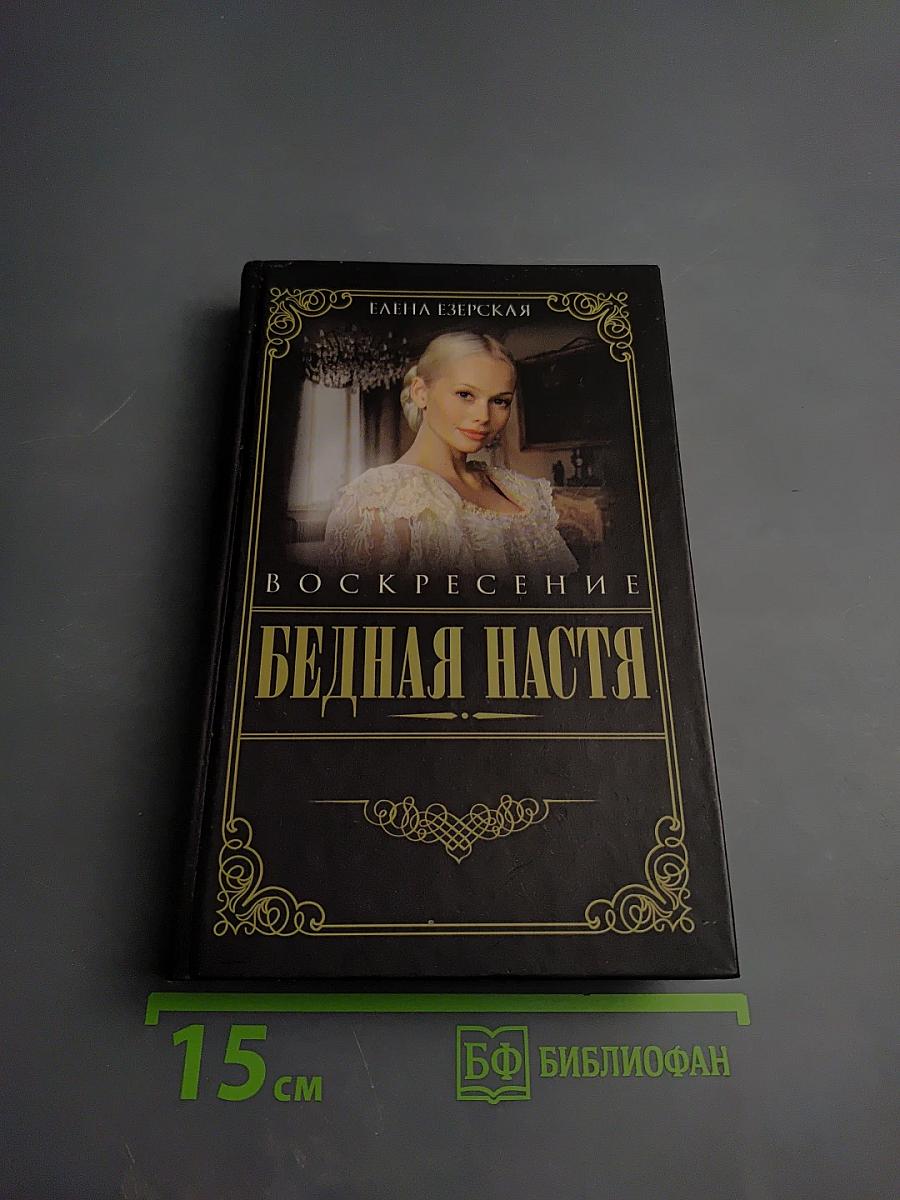 ЕЛЕНА ЕЗЕРСКАЯ
ВОСКРЕСЕНИЕ
БЕДНАЯ НАСТЯ
15 см
БФ БИБЛИОФАН